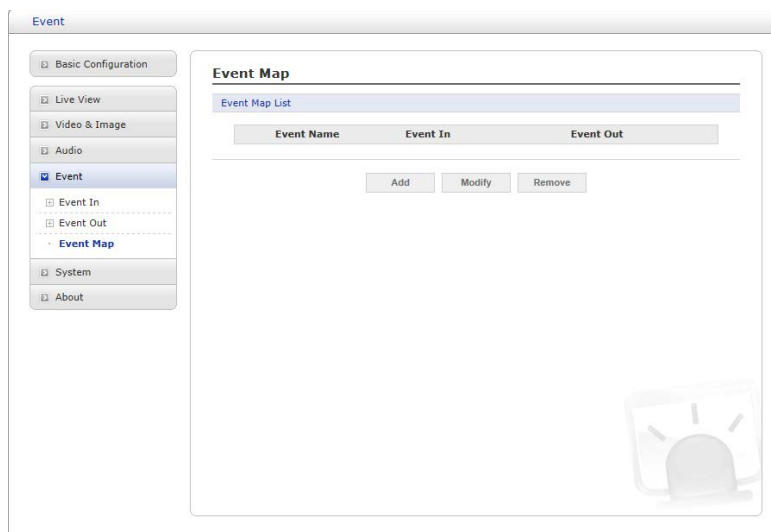 Event
Basic Configuration
Live View
Video & Image
Audio
Event
Event In
Event Out
Event Map
System
About
Event Map
Event Map List
Event Name Event In Event Out
Add Modify Remove